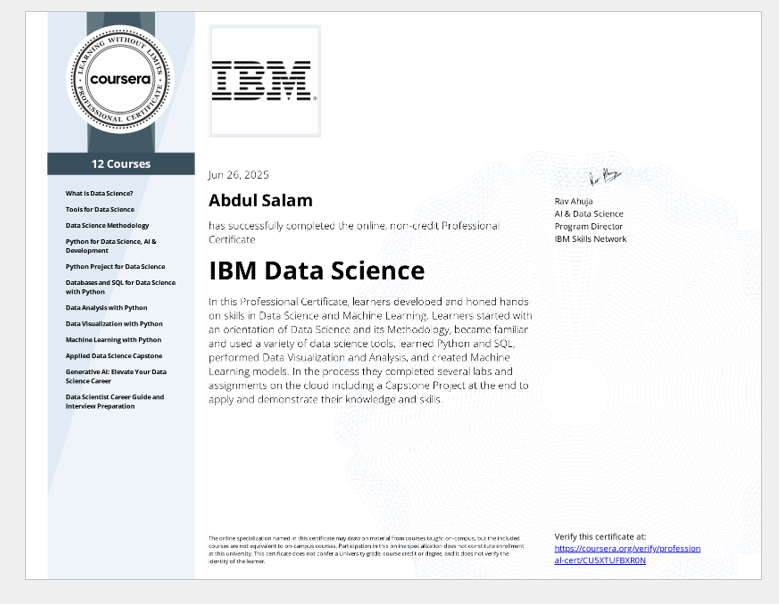 LEARNING WITHOUT LIMITS
coursera
PROFESSIONAL CERTIFICATE
12 Courses
What is Data Science?
Tools for Data Science
Data Science Methodology
Python for Data Science, AI &
Development
Python Project for Data Science
Databases and SQL for Data Science
with Python
Data Analysis with Python
Data Visualization with Python
Machine Learning with Python
Applied Data Science Capstone
Generative AI: Elevate Your Data
Science Career
Data Scientist Career Guide and
Interview Preparation
IBM
Jun 26, 2025
Abdul Salam
has successfully completed the online, non-credit Professional
Certificate
IBM Data Science
In this Professional Certificate, learners developed and honed hands-
on skills in Data Science and Machine Learning. Learners started with
an orientation of Data Science and its Methodology, became familiar
and used a variety of data science tools, learned Python and SQL,
performed Data Visualization and Analysis, and created Machine
Learning models. In the process they completed several labs and
assignments on the cloud including a Capstone Project at the end to
apply and demonstrate their knowledge and skills.
Rav Ahuja
AI & Data Science
Program Director
IBM Skills Network
The online specialization named in this certificate may draw on material from courses taught on-campus, but the included
courses are not equivalent to on-campus courses. Participation in this online specialization does not constitute enrollment
at this university. This certificate does not confer a University grade, course credit or degree, and it does not verify the
identity of the learner.
Verify this certificate at:
https://coursera.org/verify/profession
al-cert/CU5XTUFBXR0N